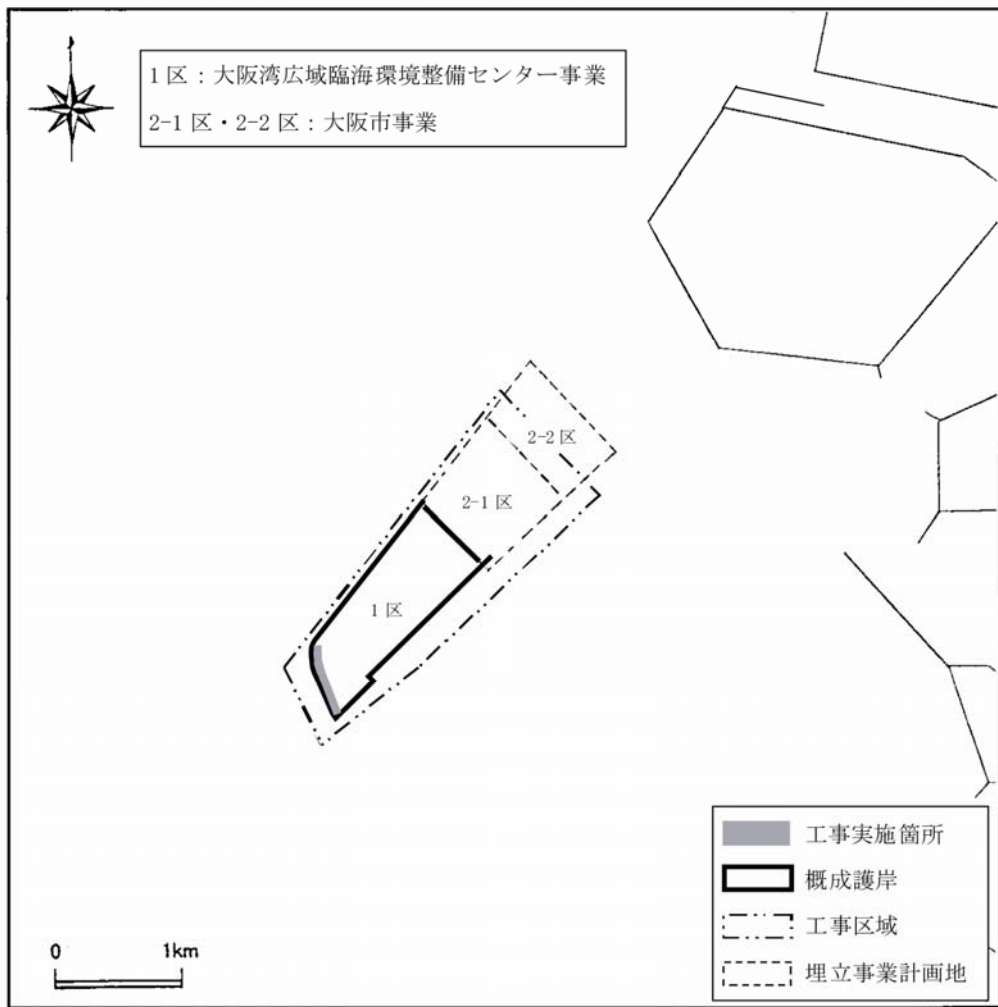 1区：大阪湾広域臨海環境整備センター事業
2-1区・2-2区：大阪市事業
2-2区
2-1区
1区
工事実施箇所
概成護岸
工事区域
埋立事業計画地
0 1km